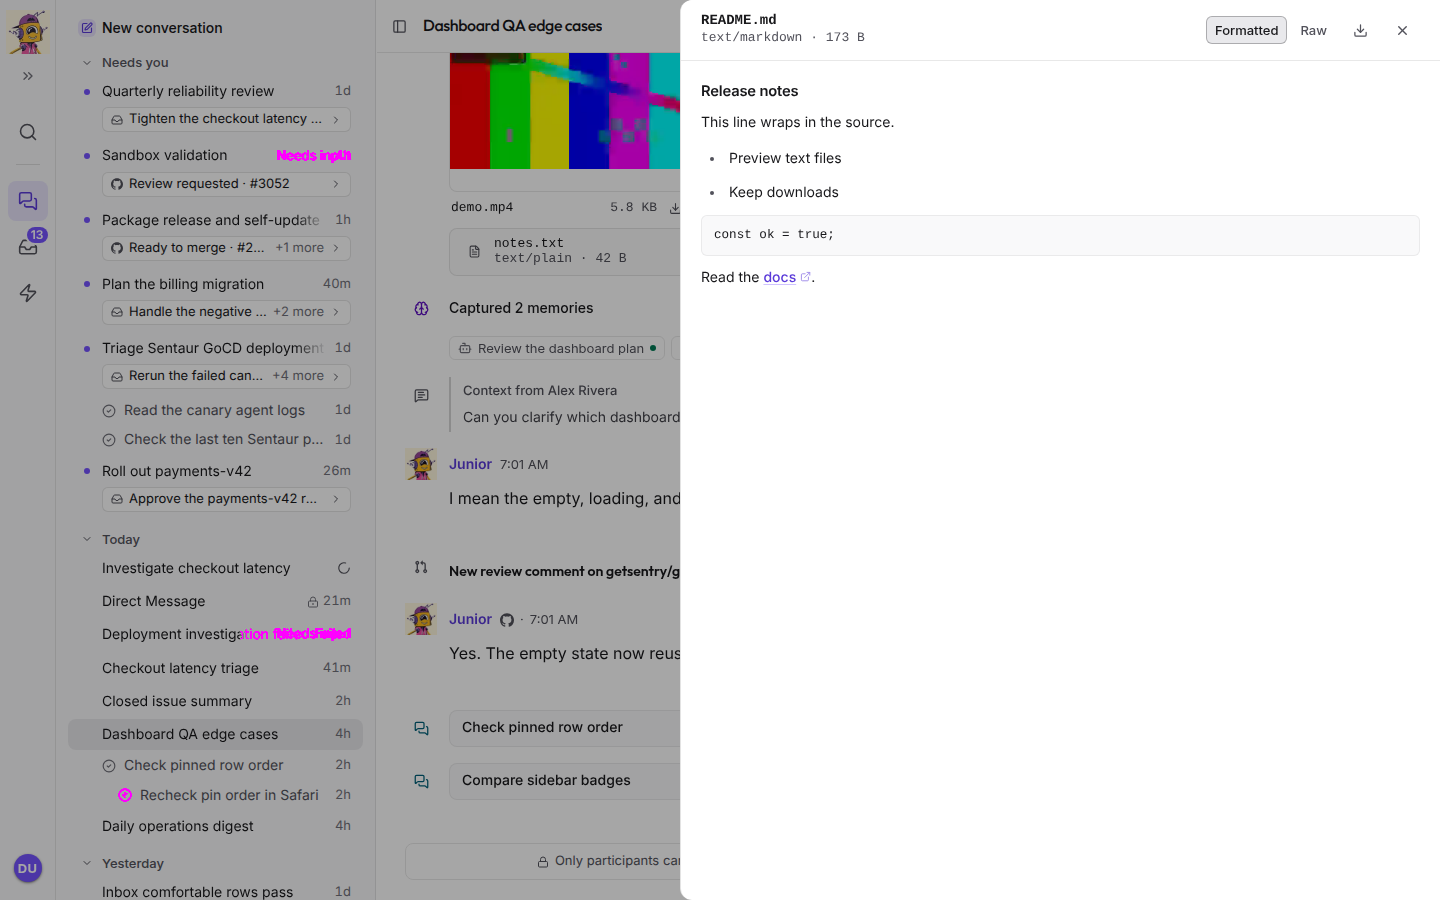 New conversation
Needs you
Quarterly reliability review 1d
Tighten the checkout latency ...
Sandbox validation
Review requested · #3052
Package release and self-update 1h
Ready to merge · #2... +1 more
13
Plan the billing migration 40m
Handle the negative ... +2 more
Triage Sentaur GoCD deployment 1d
Rerun the failed can... +4 more
Read the canary agent logs 1d
Check the last ten Sentaur p... 1d
Roll out payments-v42 26m
Approve the payments-v42 r...
Today
Investigate checkout latency
Direct Message 21m
Deployment investigation
Checkout latency triage 41m
Closed issue summary 2h
Dashboard QA edge cases 4h
Check pinned row order 2h
Recheck pin order in Safari 2h
Daily operations digest 4h
DU
Yesterday
Inbox comfortable rows pass 1d
Dashboard QA edge cases
demo.mp4 5.8 KB
notes.txt
text/plain · 42 B
Captured 2 memories
Review the dashboard plan
Context from Alex Rivera
Can you clarify which dashboard
Junior 7:01 AM
I mean the empty, loading, and
New review comment on getsentry/g
Junior · 7:01 AM
Yes. The empty state now reus
Check pinned row order
Compare sidebar badges
Only participants ca
README.md
text/markdown · 173 B
Formatted Raw
Release notes
This line wraps in the source.
• Preview text files
• Keep downloads
const ok = true;
Read the docs.